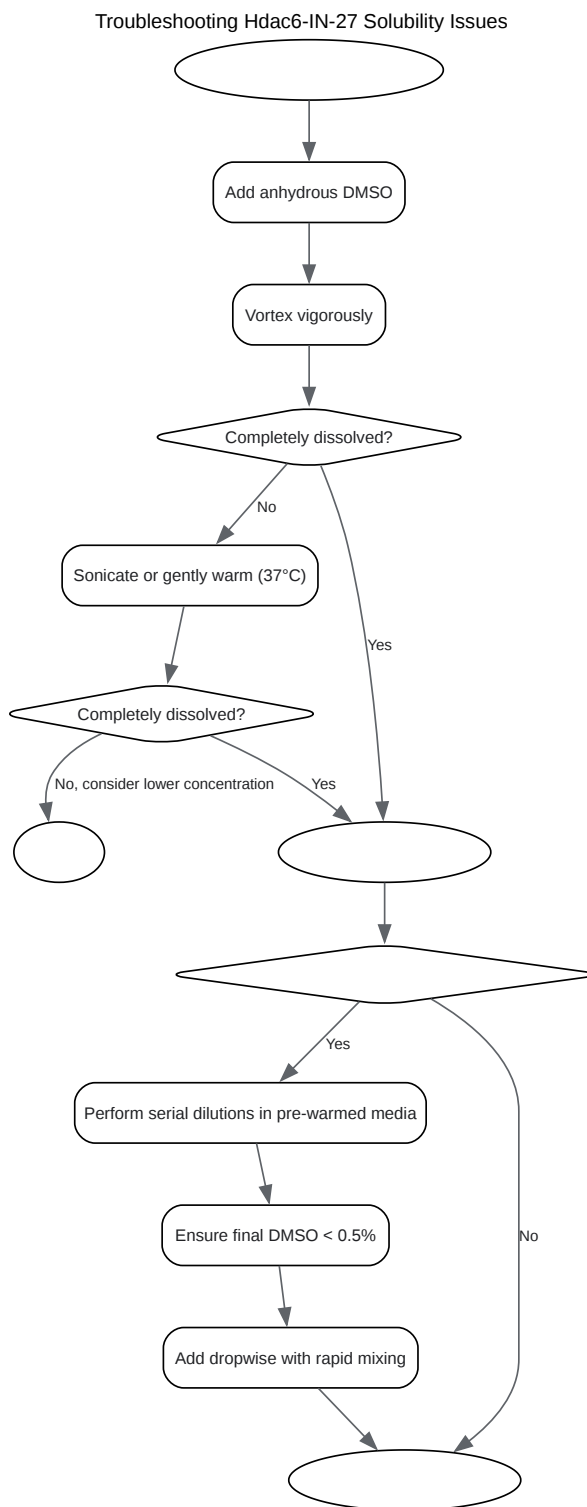 Troubleshooting Hdac6-IN-27 Solubility Issues
Add anhydrous DMSO
Vortex vigorously
Completely dissolved?
No
Sonicate or gently warm (37°C)
Yes
Completely dissolved?
No, consider lower concentration
Yes
Yes
Perform serial dilutions in pre-warmed media
Ensure final DMSO < 0.5%
No
Add dropwise with rapid mixing